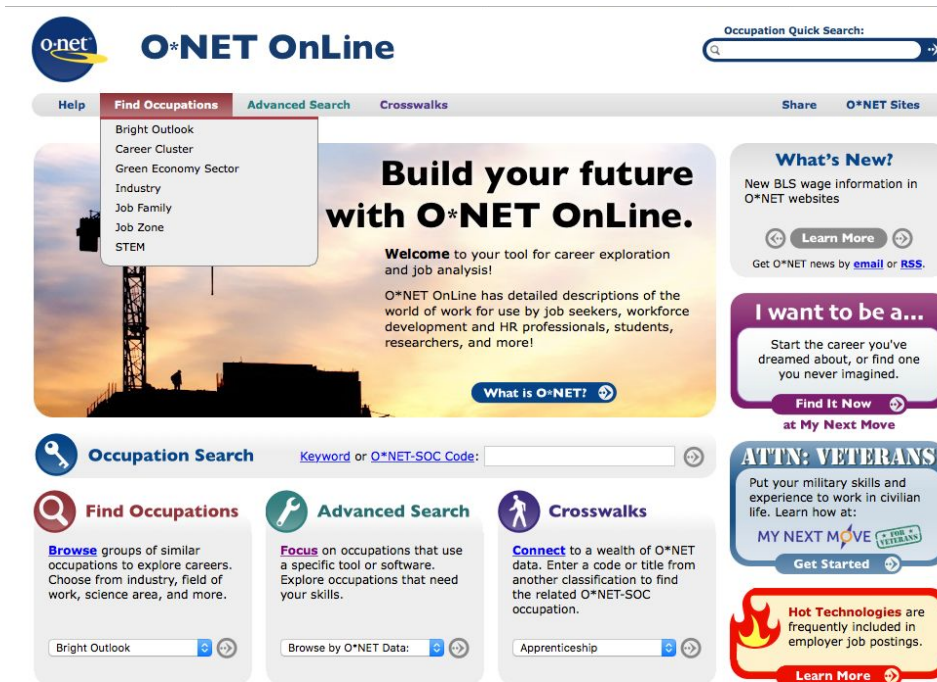 o·net
O*NET OnLine
Occupation Quick Search:
Help
Find Occupations
Advanced Search
Crosswalks
Share
O*NET Sites
Bright Outlook
Career Cluster
Green Economy Sector
Industry
Job Family
Job Zone
STEM
Build your future
with O*NET OnLine.
Welcome to your tool for career exploration
and job analysis!
O*NET OnLine has detailed descriptions of the
world of work for use by job seekers, workforce
development and HR professionals, students,
researchers, and more!
What is O*NET?
What's New?
New BLS wage information in
O*NET websites
Learn More
Get O*NET news by email or RSS.
I want to be a...
Start the career you've
dreamed about, or find one
you never imagined.
Find It Now
at My Next Move
Occupation Search
Keyword or O*NET-SOC Code:
ATTN: VETERANS
Put your military skills and
experience to work in civilian
life. Learn how at:
MY NEXT MOVE
FOR
VETERANS
Get Started
Find Occupations
Browse groups of similar
occupations to explore careers.
Choose from industry, field of
work, science area, and more.
Bright Outlook
Advanced Search
Focus on occupations that use
a specific tool or software.
Explore occupations that need
your skills.
Browse by O*NET Data:
Crosswalks
Connect to a wealth of O*NET
data. Enter a code or title from
another classification to find
the related O*NET-SOC
occupation.
Apprenticeship
Hot Technologies are
frequently included in
employer job postings.
Learn More